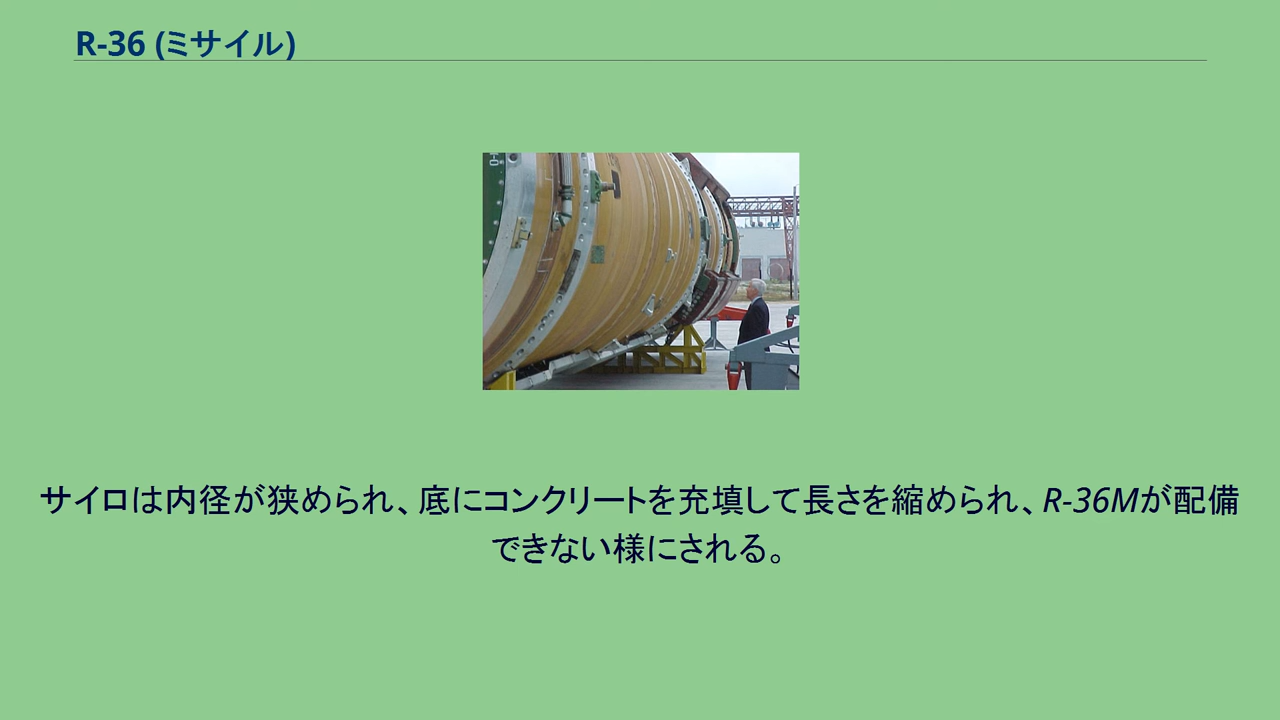 R-36 (ミサイル)
サイロは内径が狭められ、底にコンクリートを充填して長さを縮められ、R-36Mが配備
できない様にされる。